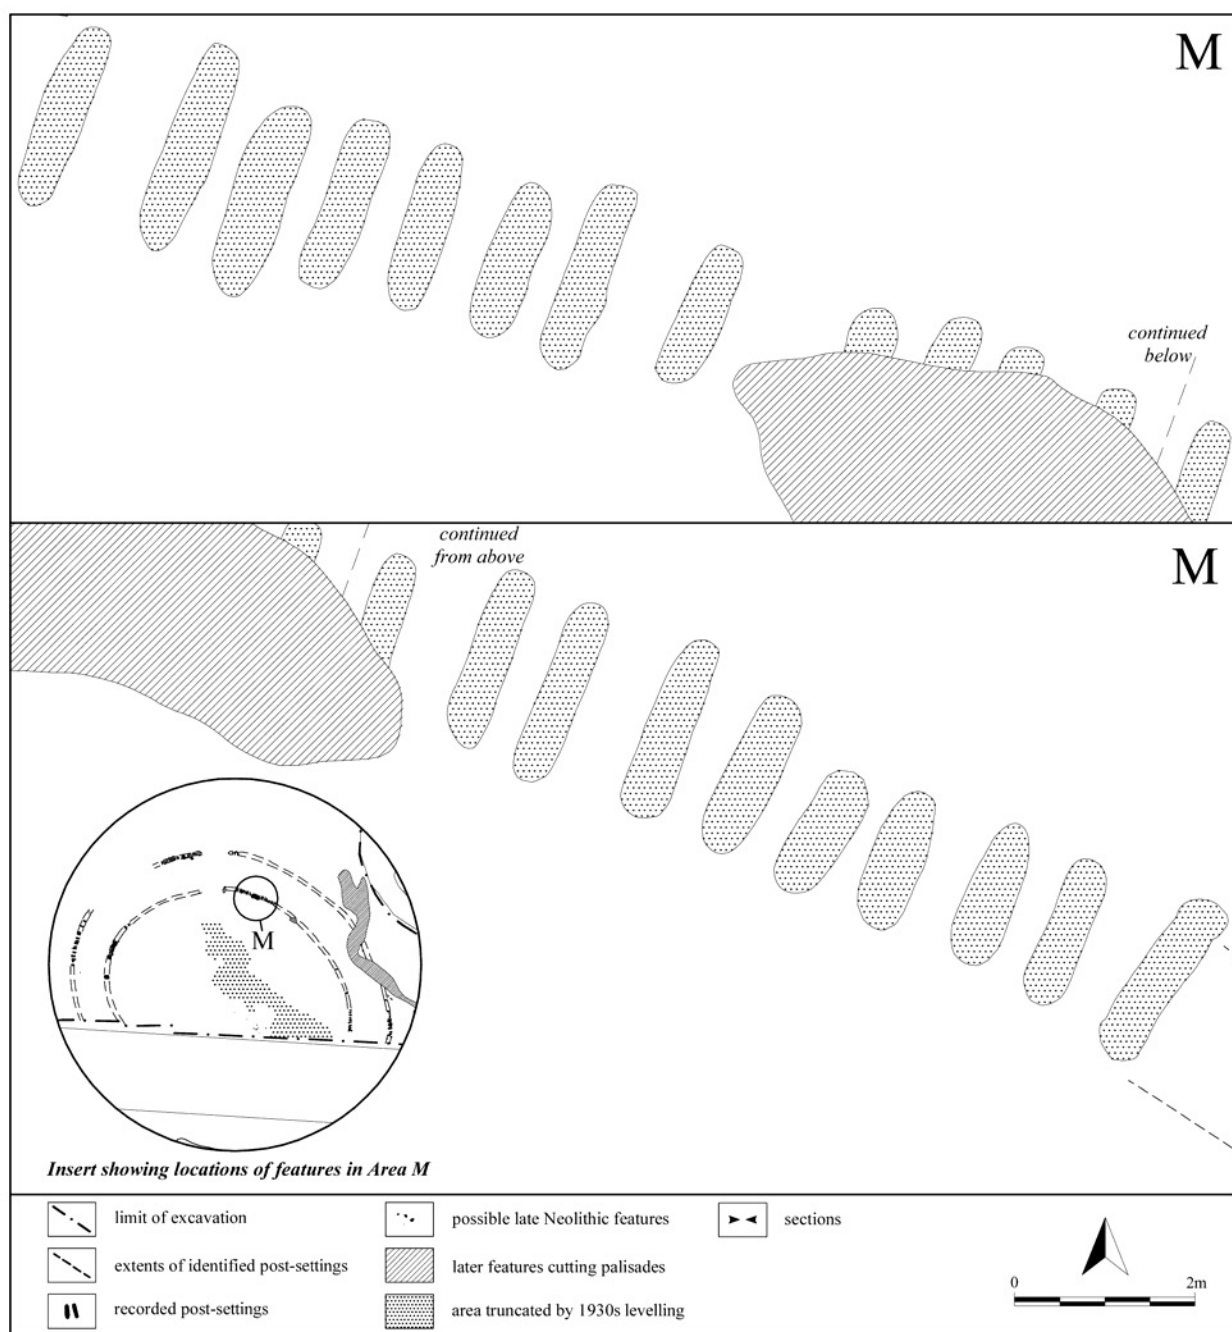 M
continued
below
continued
from above
M
M
Insert showing locations of features in Area M
limit of excavation
possible late Neolithic features
sections
extents of identified post-settings
later features cutting palisades
recorded post-settings
area truncated by 1930s levelling
0
2m